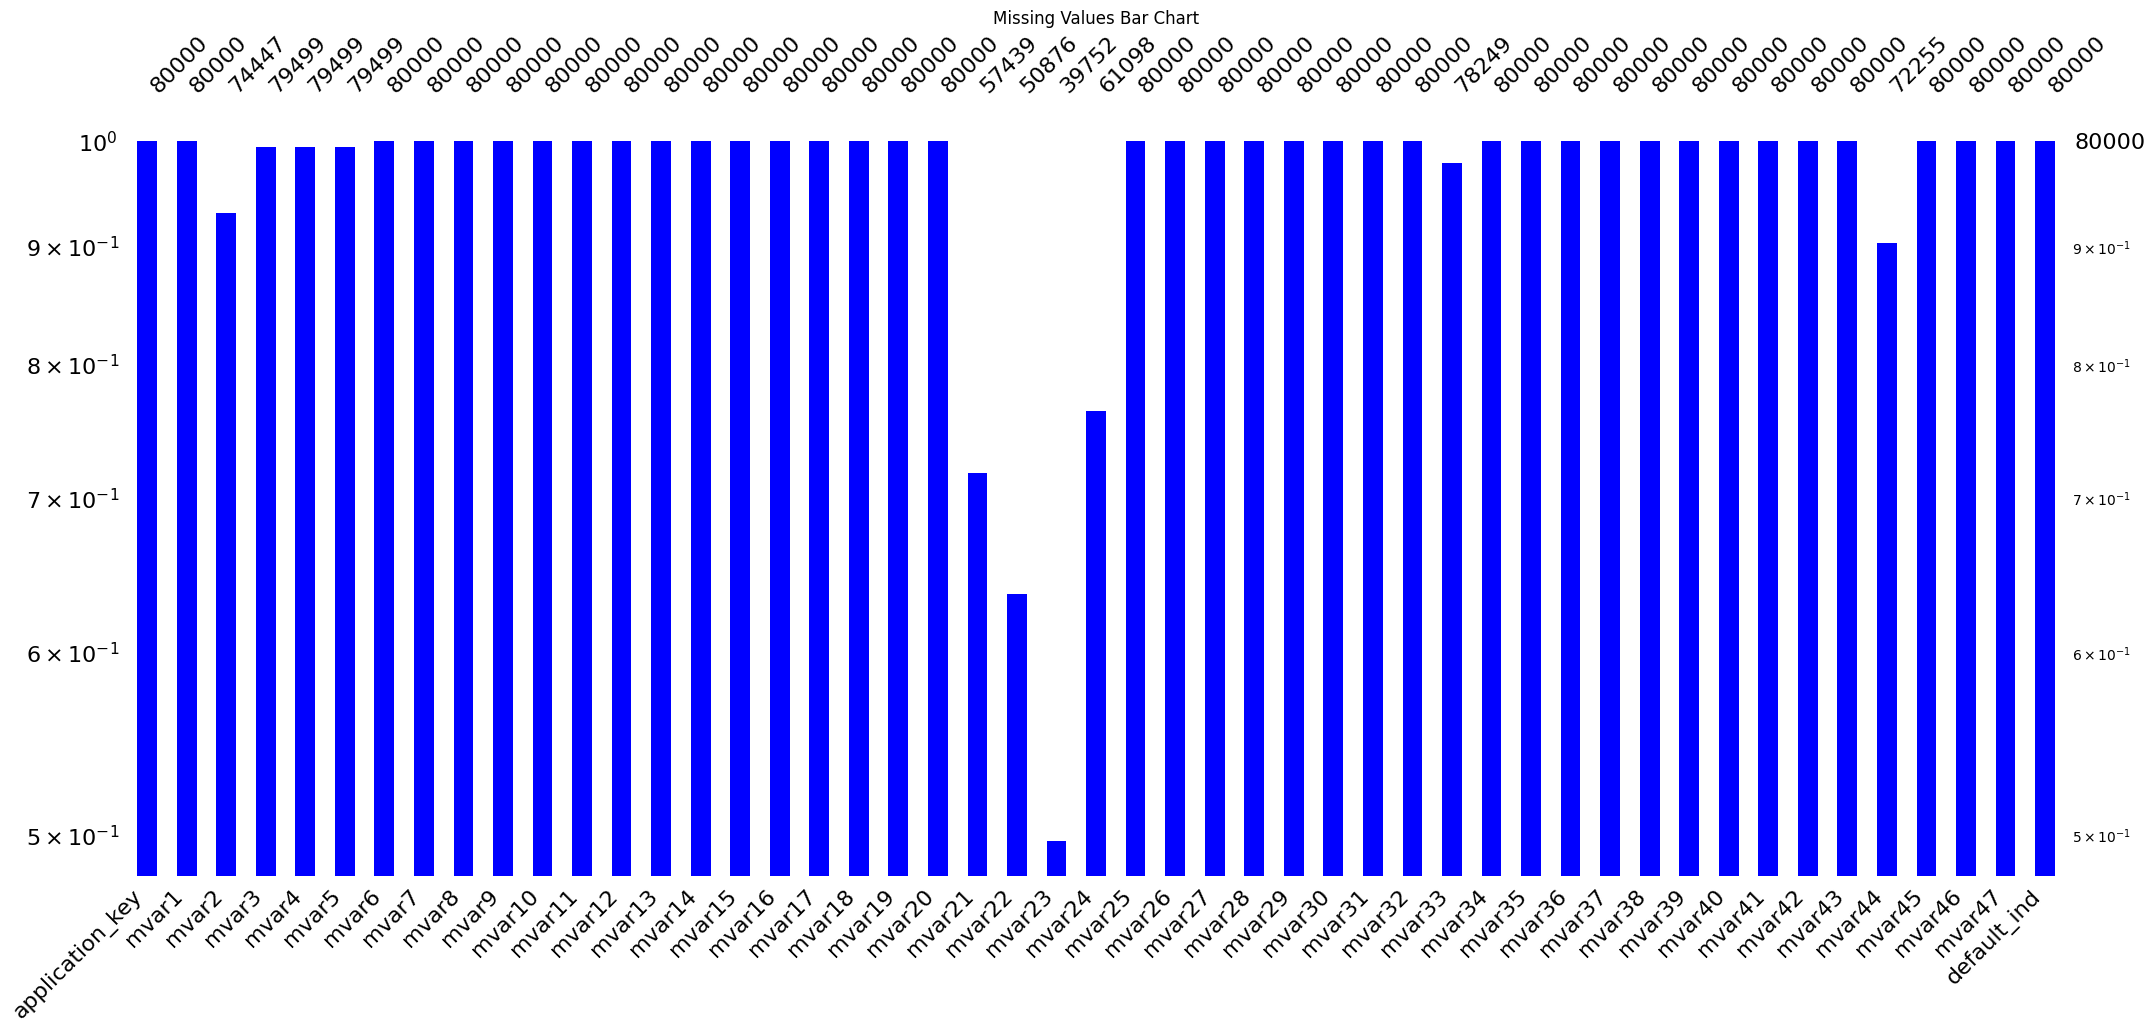 Missing Values Bar Chart
80000 80000 74447 79499 79499 79499 80000 80000 80000 80000 80000 80000 80000 80000 80000 80000 80000 80000 80000 80000 80000 57439 50876 39752 61098 80000 80000 80000 80000 80000 80000 80000 80000 78249 80000 80000 80000 80000 80000 80000 80000 80000 80000 80000 72255 80000 80000 80000 80000
10⁰ 80000
9 × 10⁻¹ 9 × 10⁻¹
8 × 10⁻¹ 8 × 10⁻¹
7 × 10⁻¹ 7 × 10⁻¹
6 × 10⁻¹ 6 × 10⁻¹
5 × 10⁻¹ 5 × 10⁻¹
application_key mvar1 mvar2 mvar3 mvar4 mvar5 mvar6 mvar7 mvar8 mvar9 mvar10 mvar11 mvar12 mvar13 mvar14 mvar15 mvar16 mvar17 mvar18 mvar19 mvar20 mvar21 mvar22 mvar23 mvar24 mvar25 mvar26 mvar27 mvar28 mvar29 mvar30 mvar31 mvar32 mvar33 mvar34 mvar35 mvar36 mvar37 mvar38 mvar39 mvar40 mvar41 mvar42 mvar43 mvar44 mvar45 mvar46 mvar47 default_ind